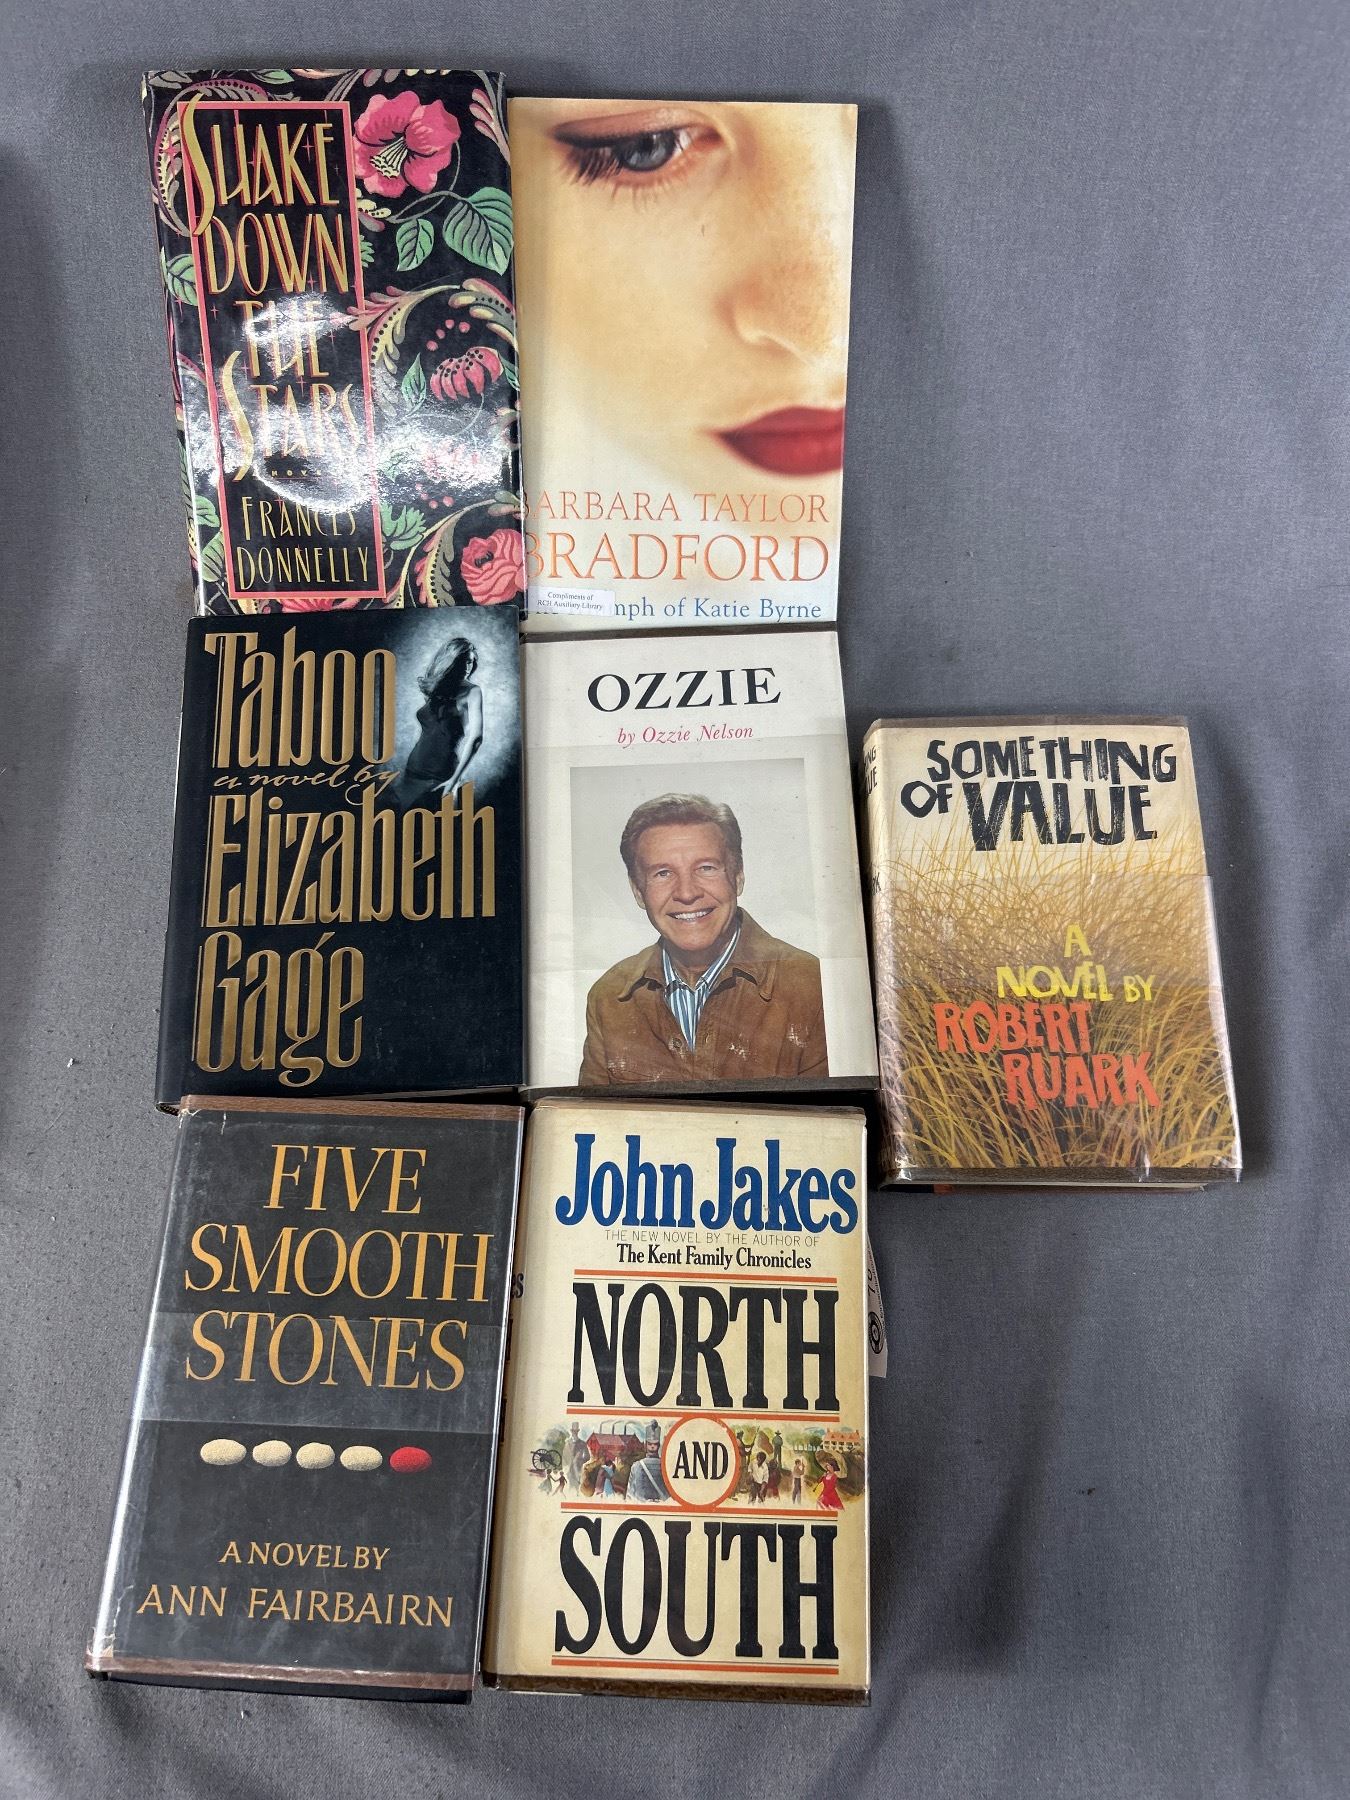 SHAKE
DOWN
THE
STARS
FRANCES
DONNELLY
BARBARA TAYLOR
BRADFORD
Compliments of
RCH Auxiliary Library
mph of Katie Byrne
Taboo
a novel by
Elizabeth
Gage
OZZIE
by Ozzie Nelson
SOMETHING
OF VALUE
A
NOVEL BY
ROBERT
RUARK
FIVE
SMOOTH
STONES
A NOVEL BY
ANN FAIRBAIRN
John Jakes
THE NEW NOVEL BY THE AUTHOR OF
The Kent Family Chronicles
NORTH
AND
SOUTH